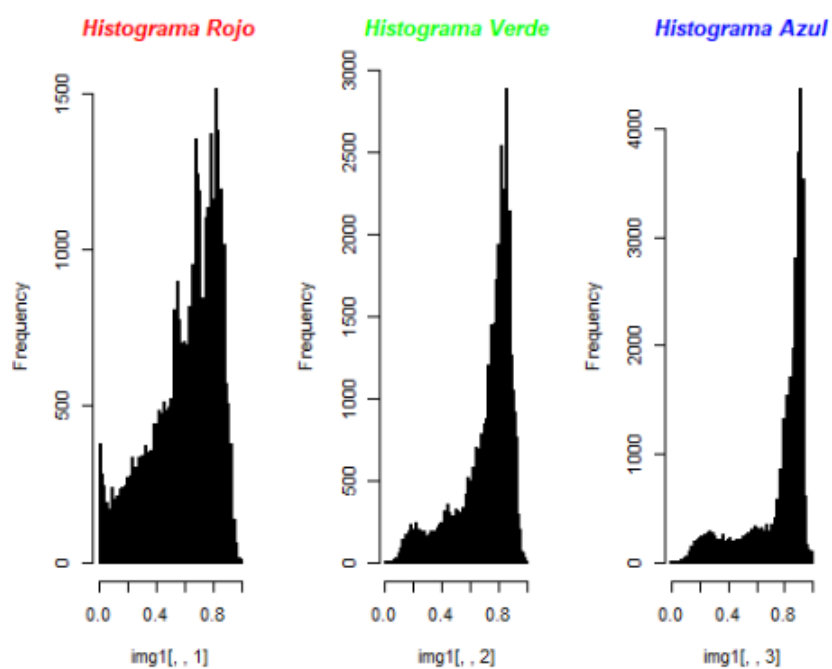 Histograma Rojo
Frequency
0
500
1000
1500
0.0 0.4 0.8
img1[, , 1]
Histograma Verde
Frequency
0
500
1000
1500
2000
2500
3000
0.0 0.4 0.8
img1[, , 2]
Histograma Azul
Frequency
0
1000
2000
3000
4000
0.0 0.4 0.8
img1[, , 3]